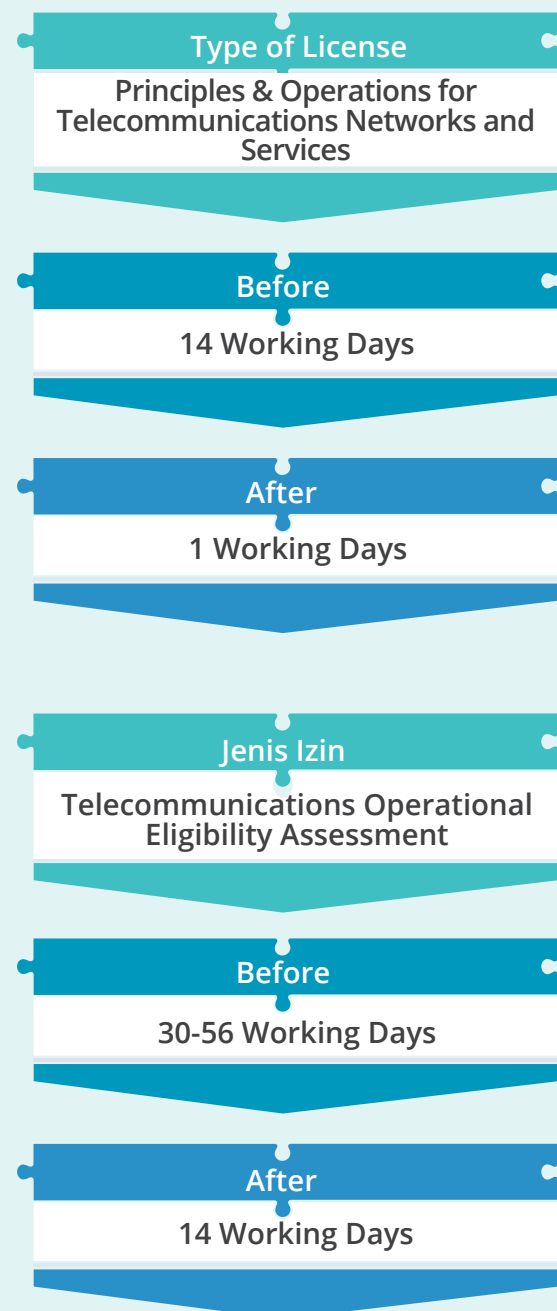 Type of License
Principles & Operations for
Telecommunications Networks and
Services
Before
14 Working Days
After
1 Working Days
Jenis Izin
Telecommunications Operational
Eligibility Assessment
Before
30-56 Working Days
After
14 Working Days